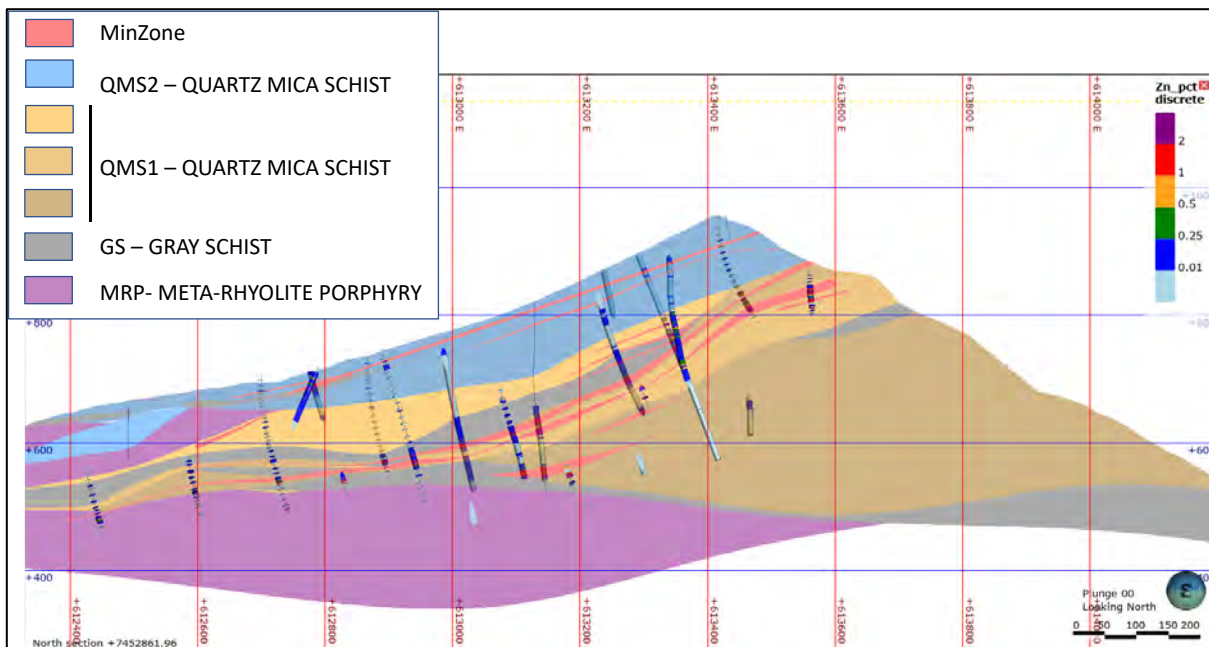 MinZone
QMS2 – QUARTZ MICA SCHIST
QMS1 – QUARTZ MICA SCHIST
GS – GRAY SCHIST
MRP- META-RHYOLITE PORPHYRY
+613000 E
+613200 E
+613400 E
+613600 E
+613800 E
+614000 E
Zn_pct
discrete
2
1
0.5
0.25
0.01
+800
+600
+400
+612400
+612600
+612800
+613000
+613200
+613400
+613600
+613800
Plunge 00
Looking North
0 50 100 150 200
North section +7452861.96